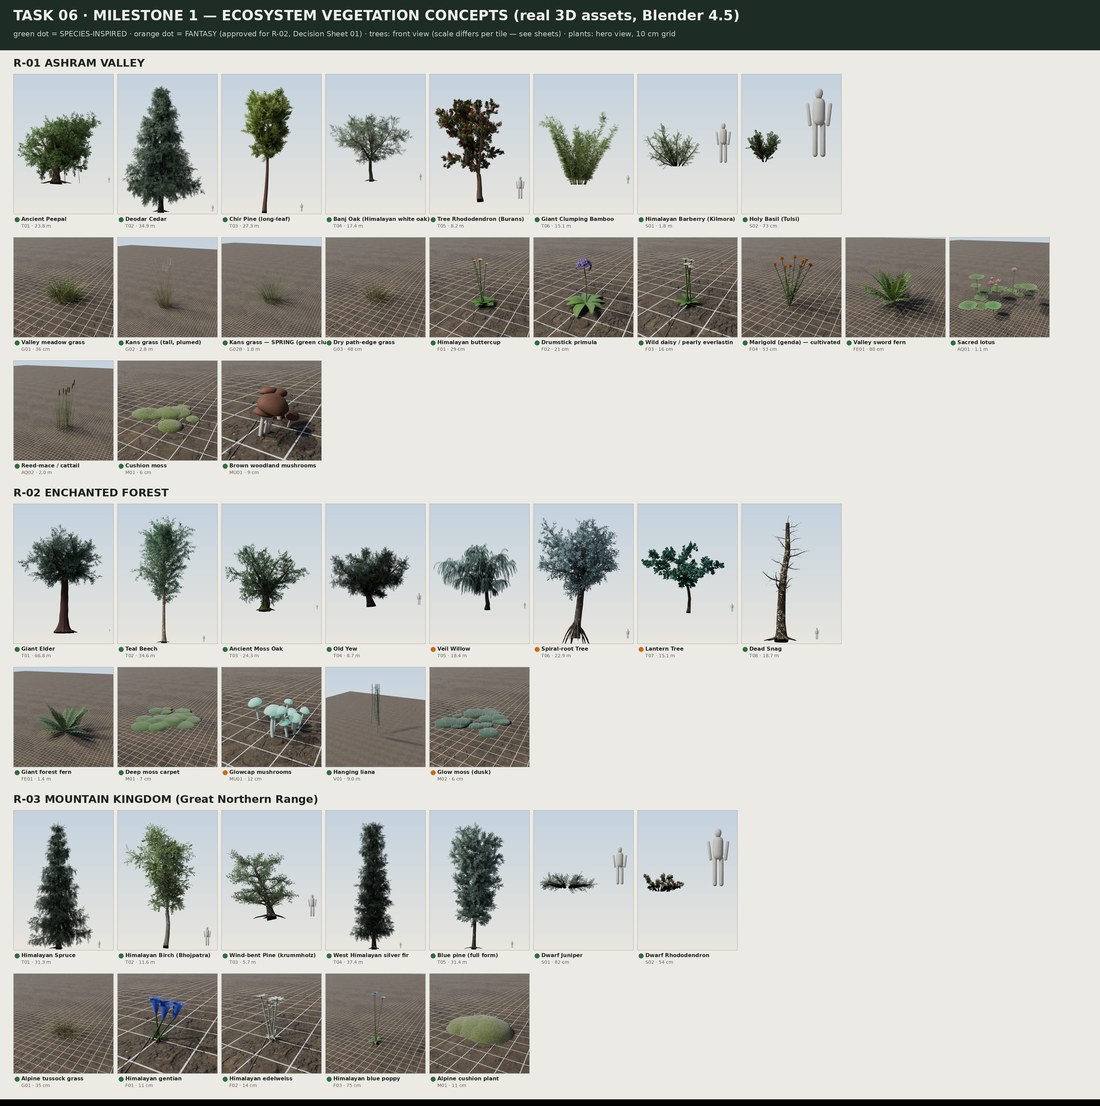 TASK 06 · MILESTONE 1 — ECOSYSTEM VEGETATION CONCEPTS (real 3D assets, Blender 4.5)
green dot = SPECIES-INSPIRED · orange dot = FANTASY (approved for R-02, Decision Sheet 01) · trees: front view (scale differs per tile — see sheets) · plants: hero view, 10 cm grid
R-01 ASHRAM VALLEY
Ancient Peepal
T01 · 23.8 m
Deodar Cedar
T02 · 34.9 m
Chir Pine (long-leaf)
T03 · 27.3 m
Banj Oak (Himalayan white oak)
T04 · 17.4 m
Tree Rhododendron (Burans)
T05 · 8.2 m
Giant Clumping Bamboo
T06 · 15.1 m
Himalayan Barberry (Kilmora)
S01 · 1.8 m
Holy Basil (Tulsi)
S02 · 73 cm
Valley meadow grass
G01 · 36 cm
Kans grass (tall, plumed)
G02 · 2.8 m
Kans grass — SPRING (green clu
G02B · 1.8 m
Dry path-edge grass
G03 · 48 cm
Himalayan buttercup
F01 · 29 cm
Drumstick primula
F02 · 21 cm
Wild daisy / pearly everlastin
F03 · 16 cm
Marigold (genda) — cultivated
F04 · 53 cm
Valley sword fern
FE01 · 80 cm
Sacred lotus
AQ01 · 1.1 m
Reed-mace / cattail
AQ02 · 2.0 m
Cushion moss
M01 · 6 cm
Brown woodland mushrooms
MU01 · 9 cm
R-02 ENCHANTED FOREST
Giant Elder
T01 · 66.8 m
Teal Beech
T02 · 34.6 m
Ancient Moss Oak
T03 · 24.3 m
Old Yew
T04 · 8.7 m
Veil Willow
T05 · 18.4 m
Spiral-root Tree
T06 · 22.9 m
Lantern Tree
T07 · 15.1 m
Dead Snag
T08 · 18.7 m
Giant forest fern
FE01 · 1.4 m
Deep moss carpet
M01 · 7 cm
Glowcap mushrooms
MU01 · 12 cm
Hanging liana
V01 · 9.0 m
Glow moss (dusk)
M02 · 6 cm
R-03 MOUNTAIN KINGDOM (Great Northern Range)
Himalayan Spruce
T01 · 31.3 m
Himalayan Birch (Bhojpatra)
T02 · 11.6 m
Wind-bent Pine (krummholz)
T03 · 5.7 m
West Himalayan silver fir
T04 · 37.4 m
Blue pine (full form)
T05 · 31.4 m
Dwarf Juniper
S01 · 82 cm
Dwarf Rhododendron
S02 · 54 cm
Alpine tussock grass
G01 · 35 cm
Himalayan gentian
F01 · 11 cm
Himalayan edelweiss
F02 · 14 cm
Himalayan blue poppy
F03 · 75 cm
Alpine cushion plant
M01 · 11 cm